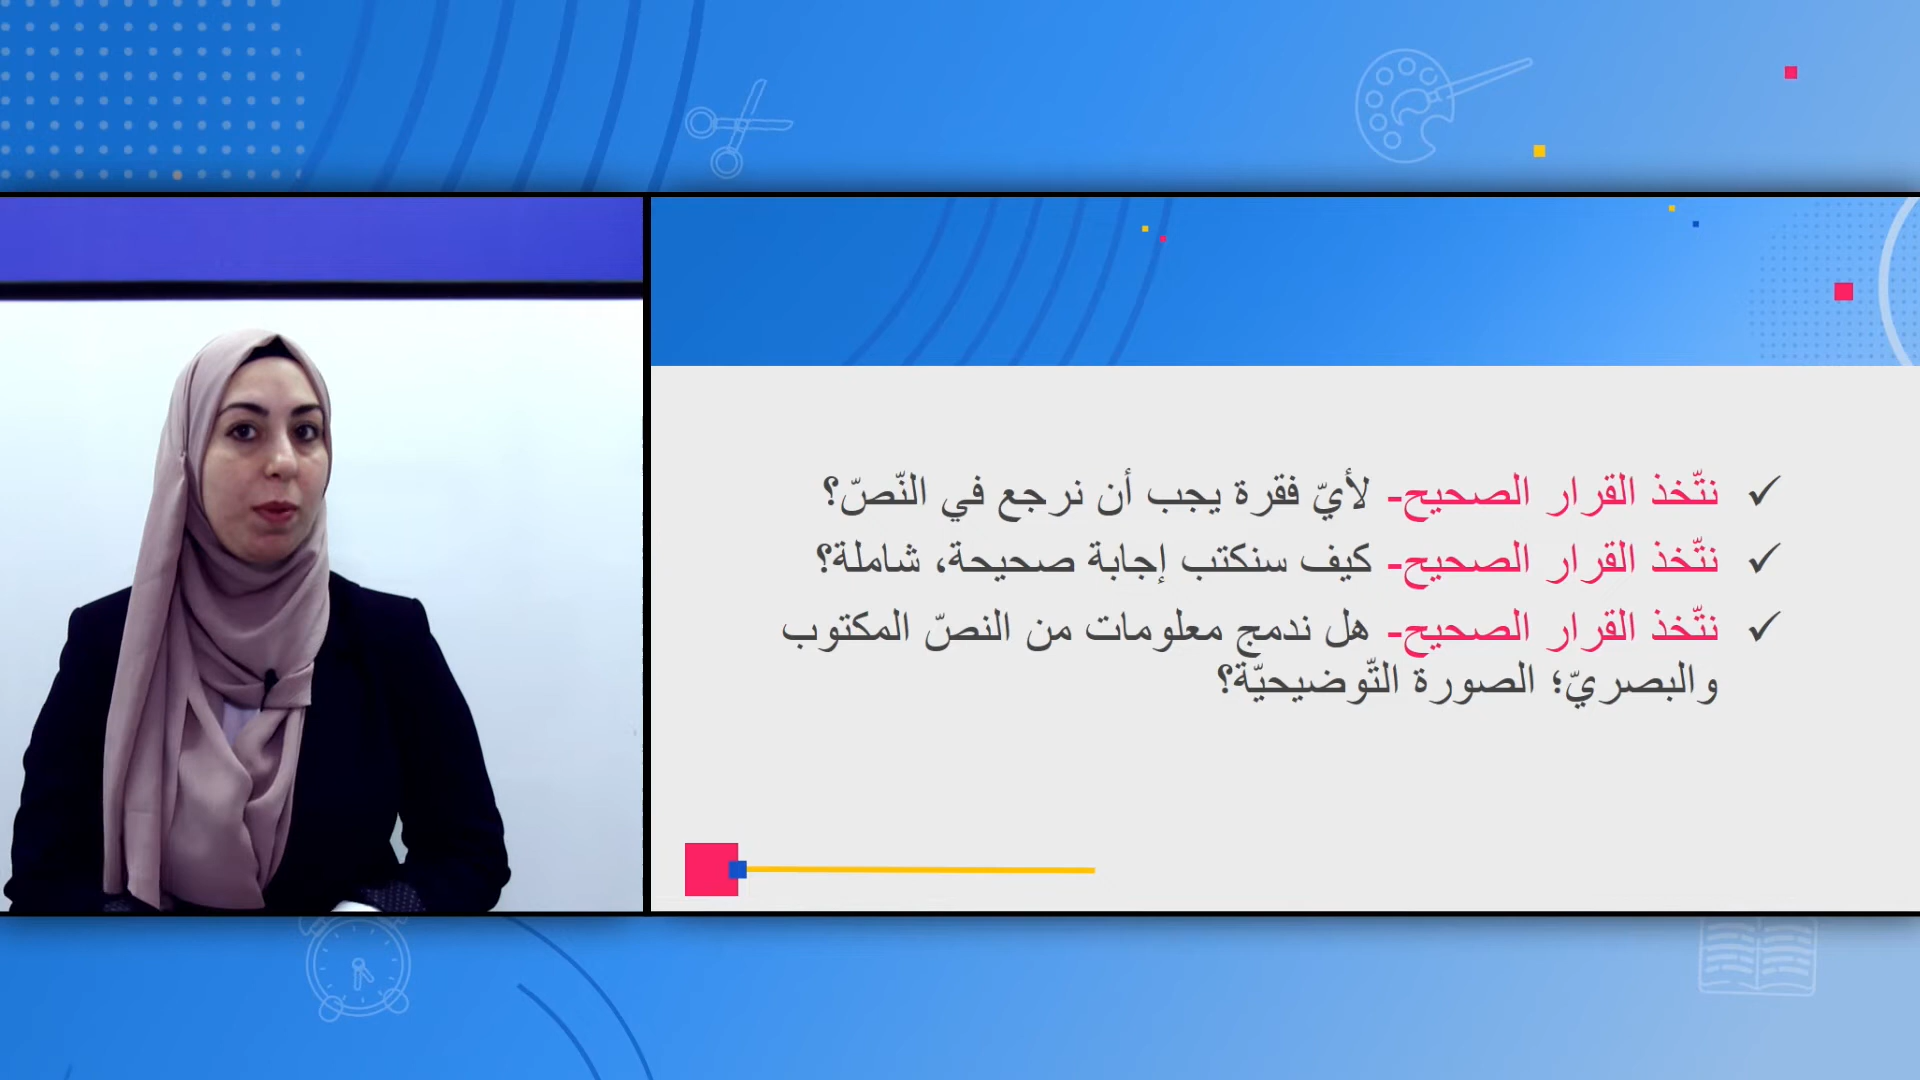 ✓ نتّخذ القرار الصحيح- لأيّ فقرة يجب أن نرجع في النّصّ؟
✓ نتّخذ القرار الصحيح- كيف سنكتب إجابة صحيحة، شاملة؟
✓ نتّخذ القرار الصحيح- هل ندمج معلومات من النصّ المكتوب
والبصريّ؛ الصورة التّوضيحيّة؟